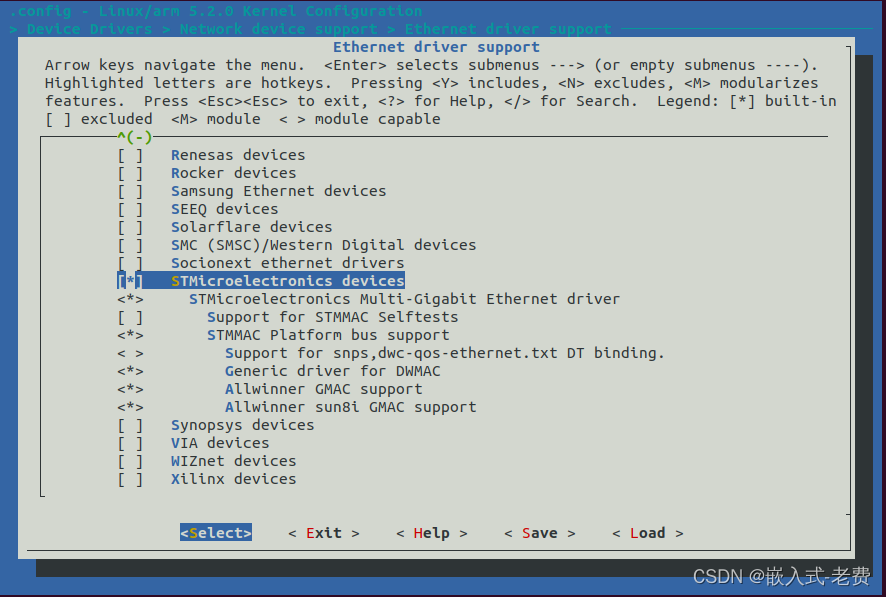 .config - Linux/arm 5.2.0 Kernel Configuration
> Device Drivers > Network device support > Ethernet driver support
Ethernet driver support
Arrow keys navigate the menu.  <Enter> selects submenus ---> (or empty submenus ----).
Highlighted letters are hotkeys.  Pressing <Y> includes, <N> excludes, <M> modularizes
features.  Press <Esc><Esc> to exit, <?> for Help, </> for Search.  Legend: [*] built-in
[ ] excluded  <M> module  < > module capable
^(-)
[ ]   Renesas devices
[ ]   Rocker devices
[ ]   Samsung Ethernet devices
[ ]   SEEQ devices
[ ]   Solarflare devices
[ ]   SMC (SMSC)/Western Digital devices
[ ]   Socionext ethernet drivers
[*]   STMicroelectronics devices
<*>     STMicroelectronics Multi-Gigabit Ethernet driver
[ ]       Support for STMMAC Selftests
<*>       STMMAC Platform bus support
< >         Support for snps,dwc-qos-ethernet.txt DT binding.
<*>         Generic driver for DWMAC
<*>         Allwinner GMAC support
<*>         Allwinner sun8i GMAC support
[ ]   Synopsys devices
[ ]   VIA devices
[ ]   WIZnet devices
[ ]   Xilinx devices
<Select>    < Exit >    < Help >    < Save >    < Load >
CSDN @嵌入式-老费